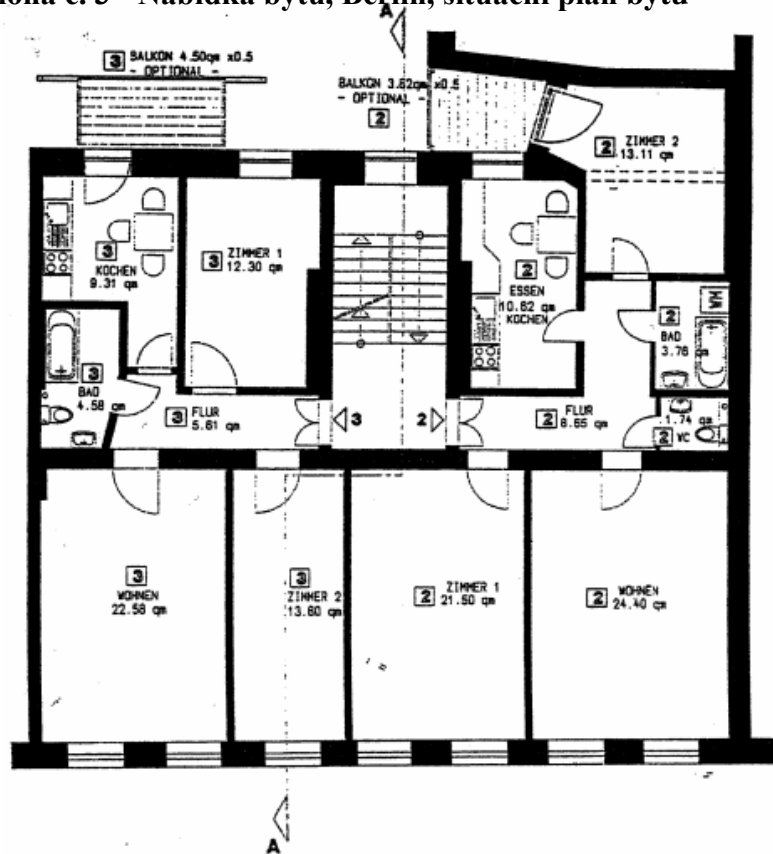 č. 3 - Nabídka bytu, Berlín, situační plán bytu
A
3 BALKON 4.50qm x0.5
- OPTIONAL -
BALKON 3.62qm x0.5
- OPTIONAL -
2
2 ZIMMER 2
13.11 qm
3
KOCHEN
9.31 qm
3 ZIMMER 1
12.30 qm
2
ESSEN
10.62 qm
KOCHEN
WM
2
BAD
3.76 qm
3
BAD
4.58 qm
3 FLUR
5.61 qm
3
2
2 FLUR
8.65 qm
1.74 qm
2 WC
3
WOHNEN
22.58 qm
3
ZIMMER 2
13.60 qm
2 ZIMMER 1
21.50 qm
2 WOHNEN
24.40 qm
A